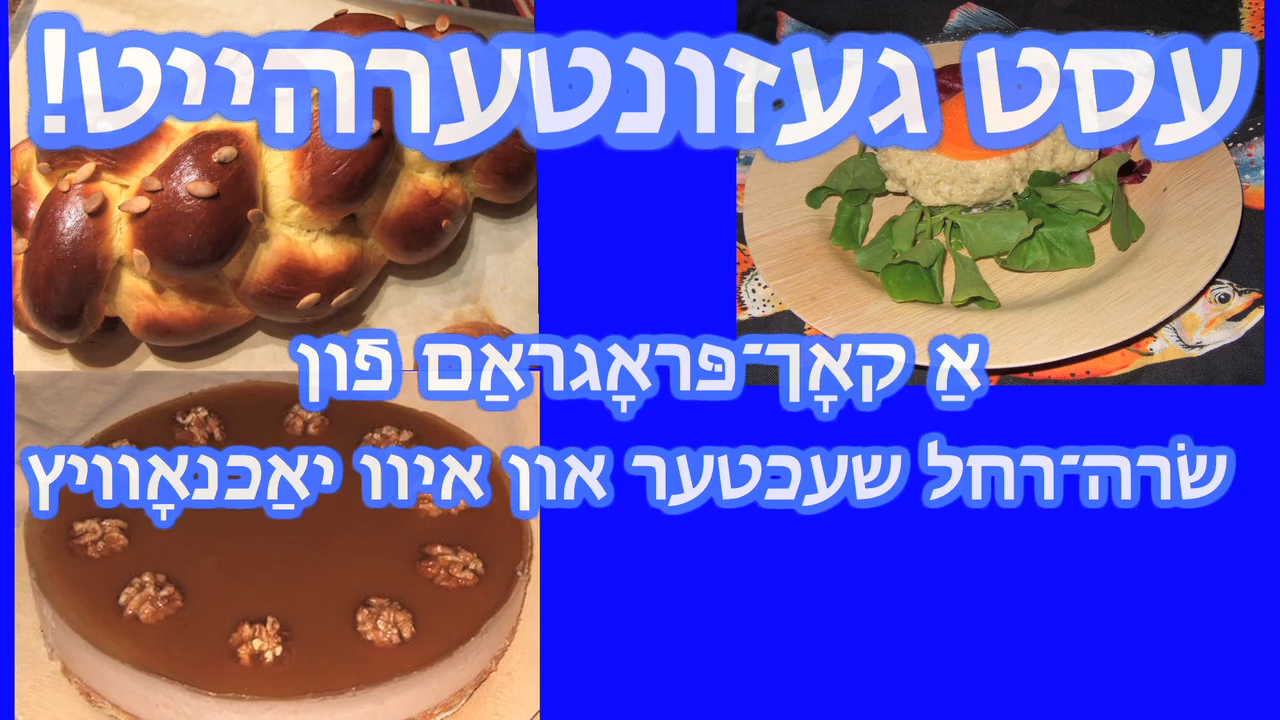 עסט געזונטערהייט!
אַ קאָך־פּראָגראַם פֿון
שׂרה־רחל שעכטער און איוו יאַכנאָוויץ